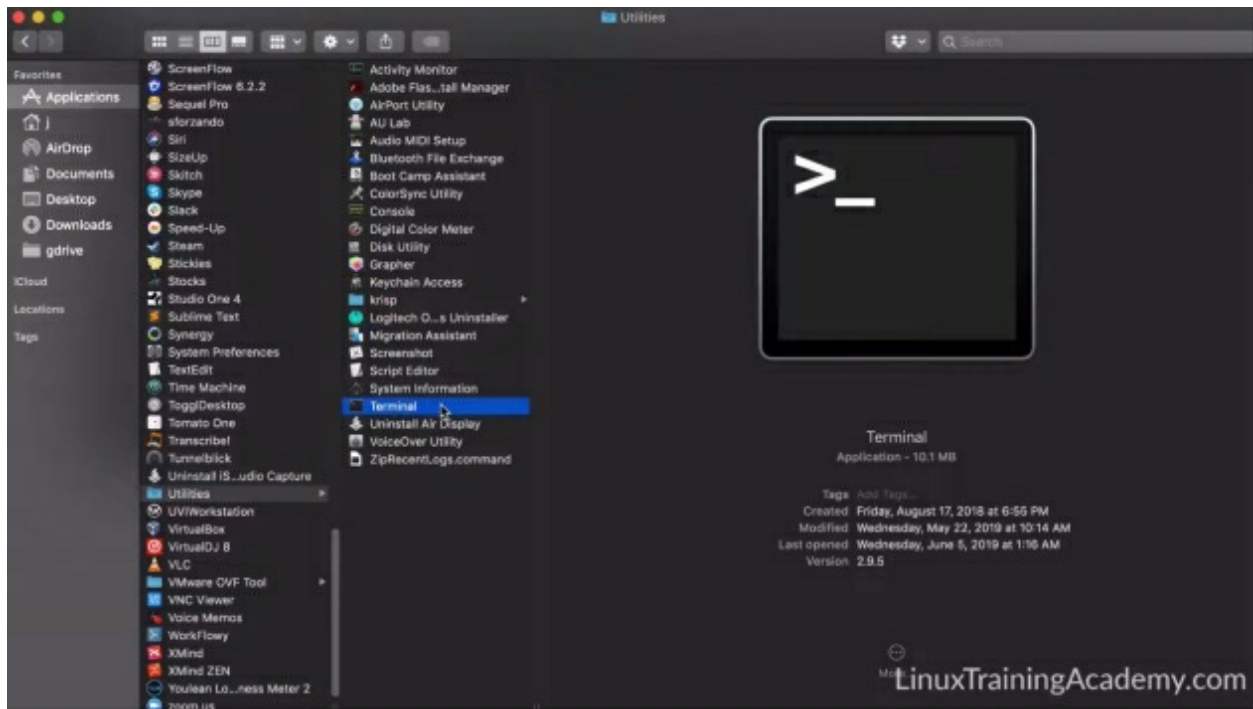 Utilities
Search
Favorites
Applications
j
AirDrop
Documents
Desktop
Downloads
gdrive
iCloud
Locations
Tags
ScreenFlow
ScreenFlow 6.2.2
Sequel Pro
sforzando
Siri
SizeUp
Skitch
Skype
Slack
Speed-Up
Steam
Stickies
Stocks
Studio One 4
Sublime Text
Synergy
System Preferences
TextEdit
Time Machine
TogglDesktop
Tomato One
Transcribe!
Tunnelblick
Uninstall iS...udio Capture
Utilities
UVIWorkstation
VirtualBox
VirtualDJ 8
VLC
VMware OVF Tool
VNC Viewer
Voice Memos
WorkFlowy
XMind
XMind ZEN
Youlean Lo...ness Meter 2
zoom.us
Activity Monitor
Adobe Flas...tall Manager
AirPort Utility
AU Lab
Audio MIDI Setup
Bluetooth File Exchange
Boot Camp Assistant
ColorSync Utility
Console
Digital Color Meter
Disk Utility
Grapher
Keychain Access
krisp
Logitech O...s Uninstaller
Migration Assistant
Screenshot
Script Editor
System Information
Terminal
Uninstall Air Display
VoiceOver Utility
ZipRecentLogs.command
>_
Terminal
Application - 10.1 MB
Tags Add Tags...
Created Friday, August 17, 2018 at 6:56 PM
Modified Wednesday, May 22, 2019 at 10:14 AM
Last opened Wednesday, June 5, 2019 at 1:16 AM
Version 2.9.5
LinuxTrainingAcademy.com